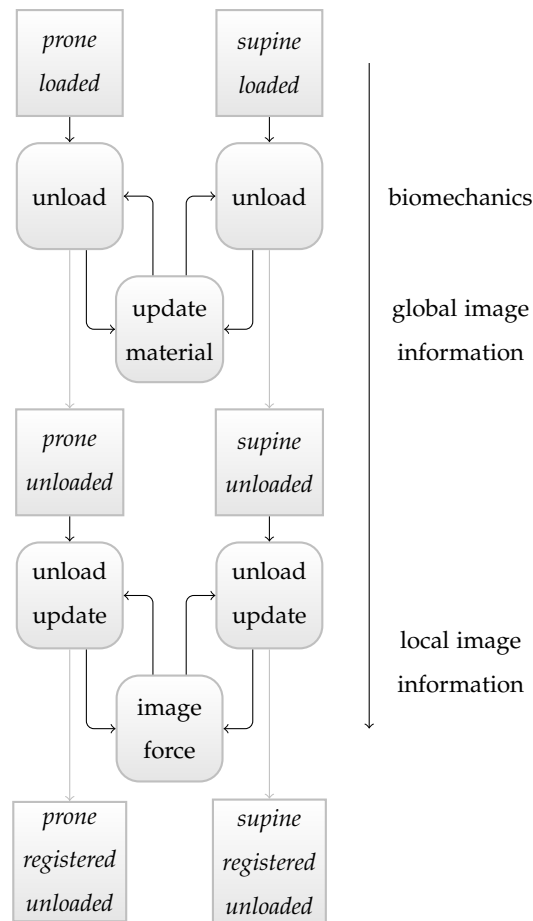 prone
loaded
supine
loaded
unload
unload
biomechanics
update
material
global image
information
prone
unloaded
supine
unloaded
unload
update
unload
update
local image
information
image
force
prone
registered
unloaded
supine
registered
unloaded